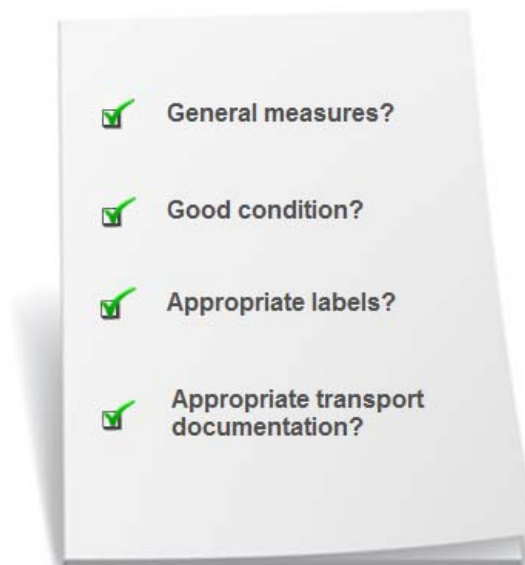 General measures?
Good condition?
Appropriate labels?
Appropriate transport
documentation?